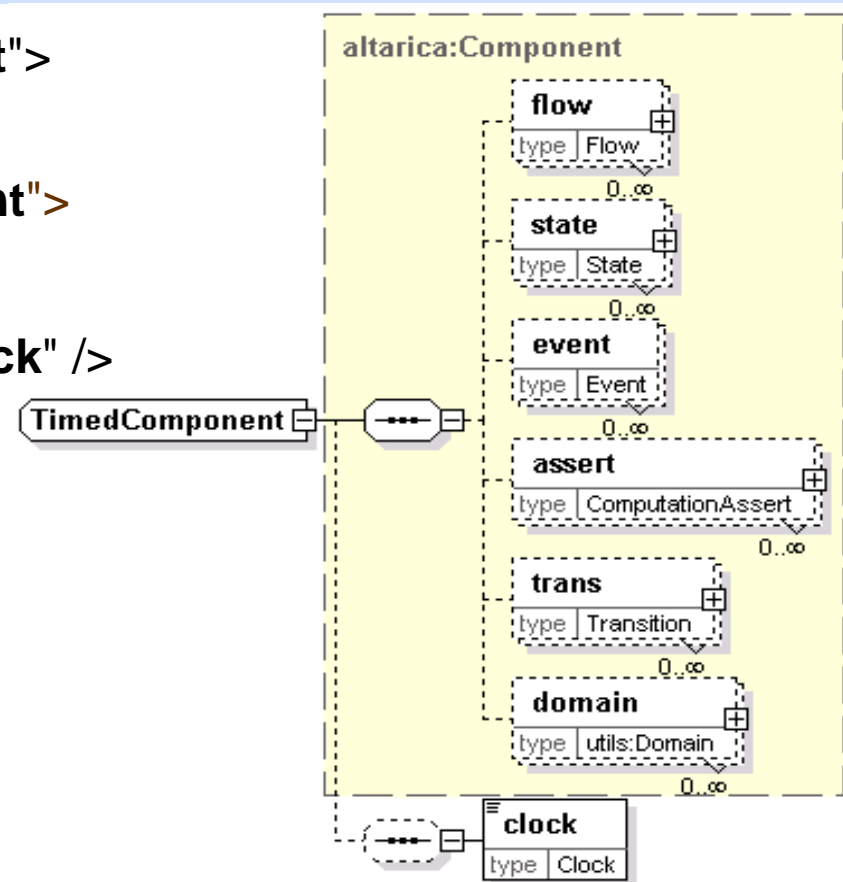 t">
nt">
ck" />
altarica:Component
flow
type Flow
0..∞
state
type State
0..∞
event
type Event
0..∞
TimedComponent
assert
type ComputationAssert
0..∞
trans
type Transition
0..∞
domain
type utils:Domain
0..∞
clock
type Clock